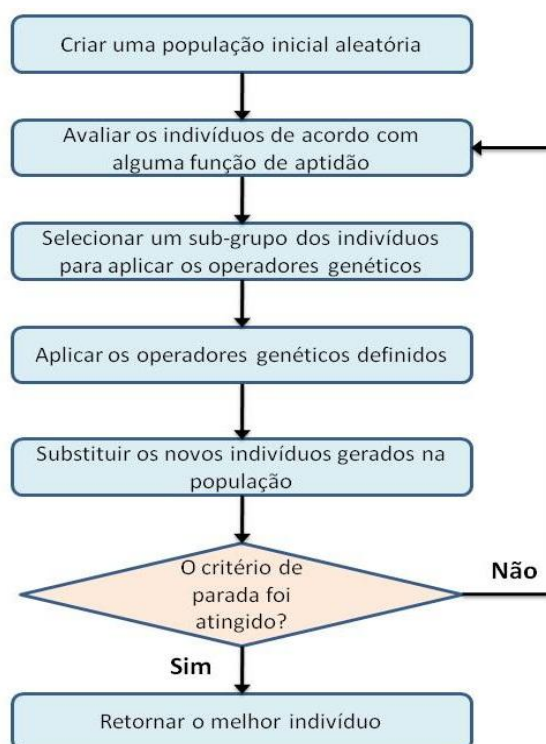 Criar uma população inicial aleatória
Avaliar os indivíduos de acordo com
alguma função de aptidão
Selecionar um sub-grupo dos indivíduos
para aplicar os operadores genéticos
Aplicar os operadores genéticos definidos
Substituir os novos indivíduos gerados na
população
O critério de
parada foi
atingido?
Não
Sim
Retornar o melhor indivíduo